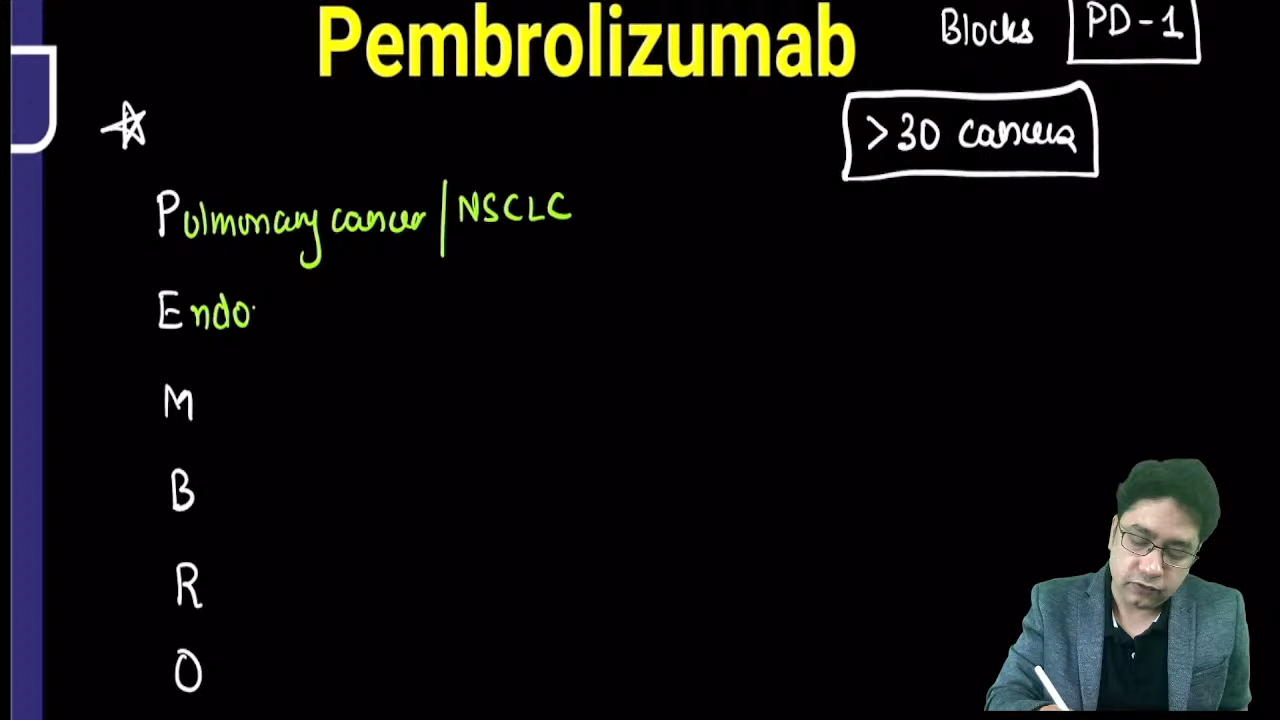 Pembrolizumab
Blocks PD-1
>30 cancers
Pulmonary cancer | NSCLC
Endo
M
B
R
O